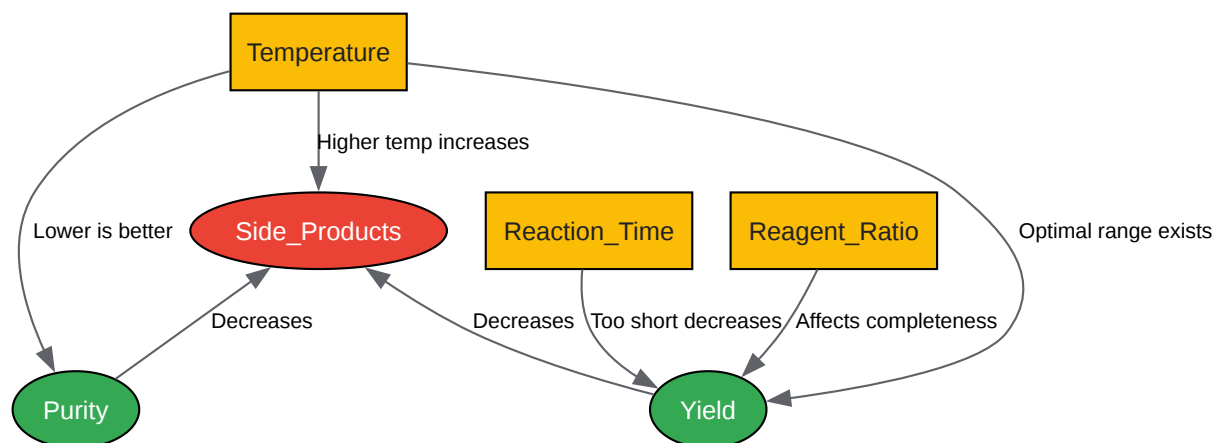 Temperature
Higher temp increases
Lower is better
Side_Products
Reaction_Time
Reagent_Ratio
Optimal range exists
Decreases
Decreases
Too short decreases
Affects completeness
Purity
Yield